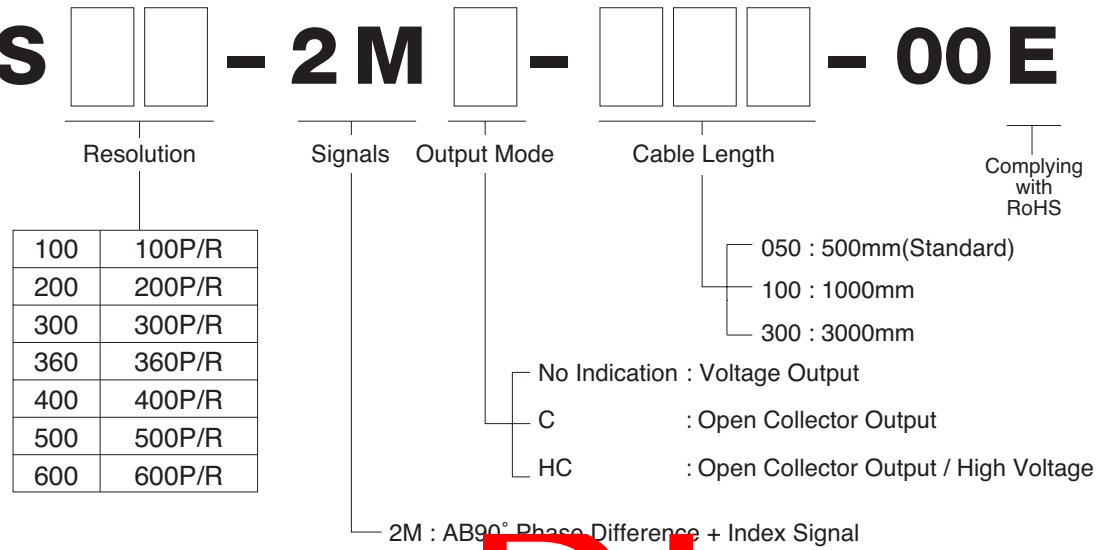 S - 2 M - - 00 E
Resolution Signals Output Mode Cable Length Complying with RoHS
100 100P/R
200 200P/R
300 300P/R
360 360P/R
400 400P/R
500 500P/R
600 600P/R
050 : 500mm(Standard)
100 : 1000mm
300 : 3000mm
No Indication : Voltage Output
C : Open Collector Output
HC : Open Collector Output / High Voltage
2M : AB90° Phase Difference + Index Signal